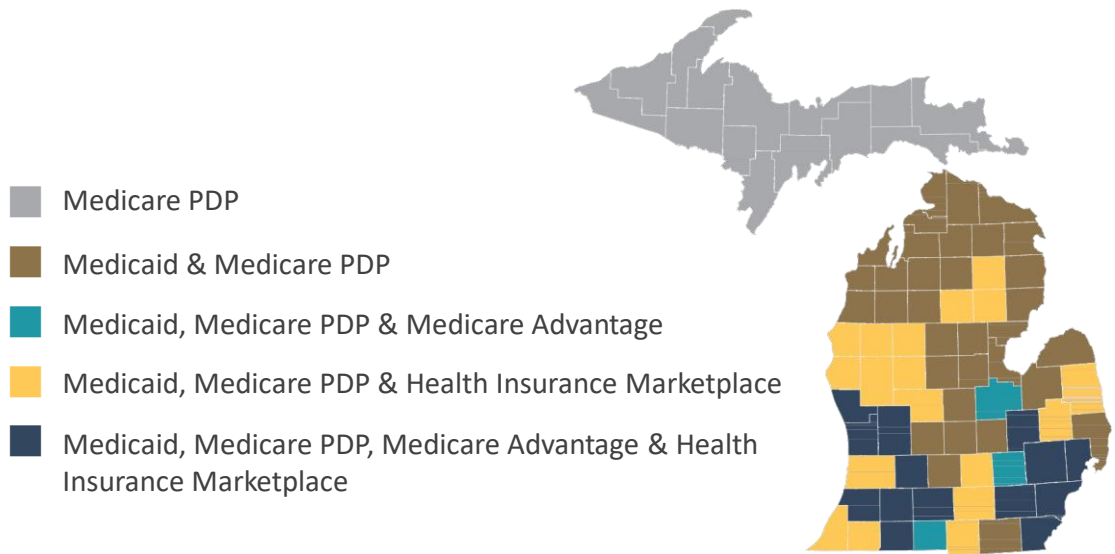 Medicare PDP
Medicaid & Medicare PDP
Medicaid, Medicare PDP & Medicare Advantage
Medicaid, Medicare PDP & Health Insurance Marketplace
Medicaid, Medicare PDP, Medicare Advantage & Health
Insurance Marketplace